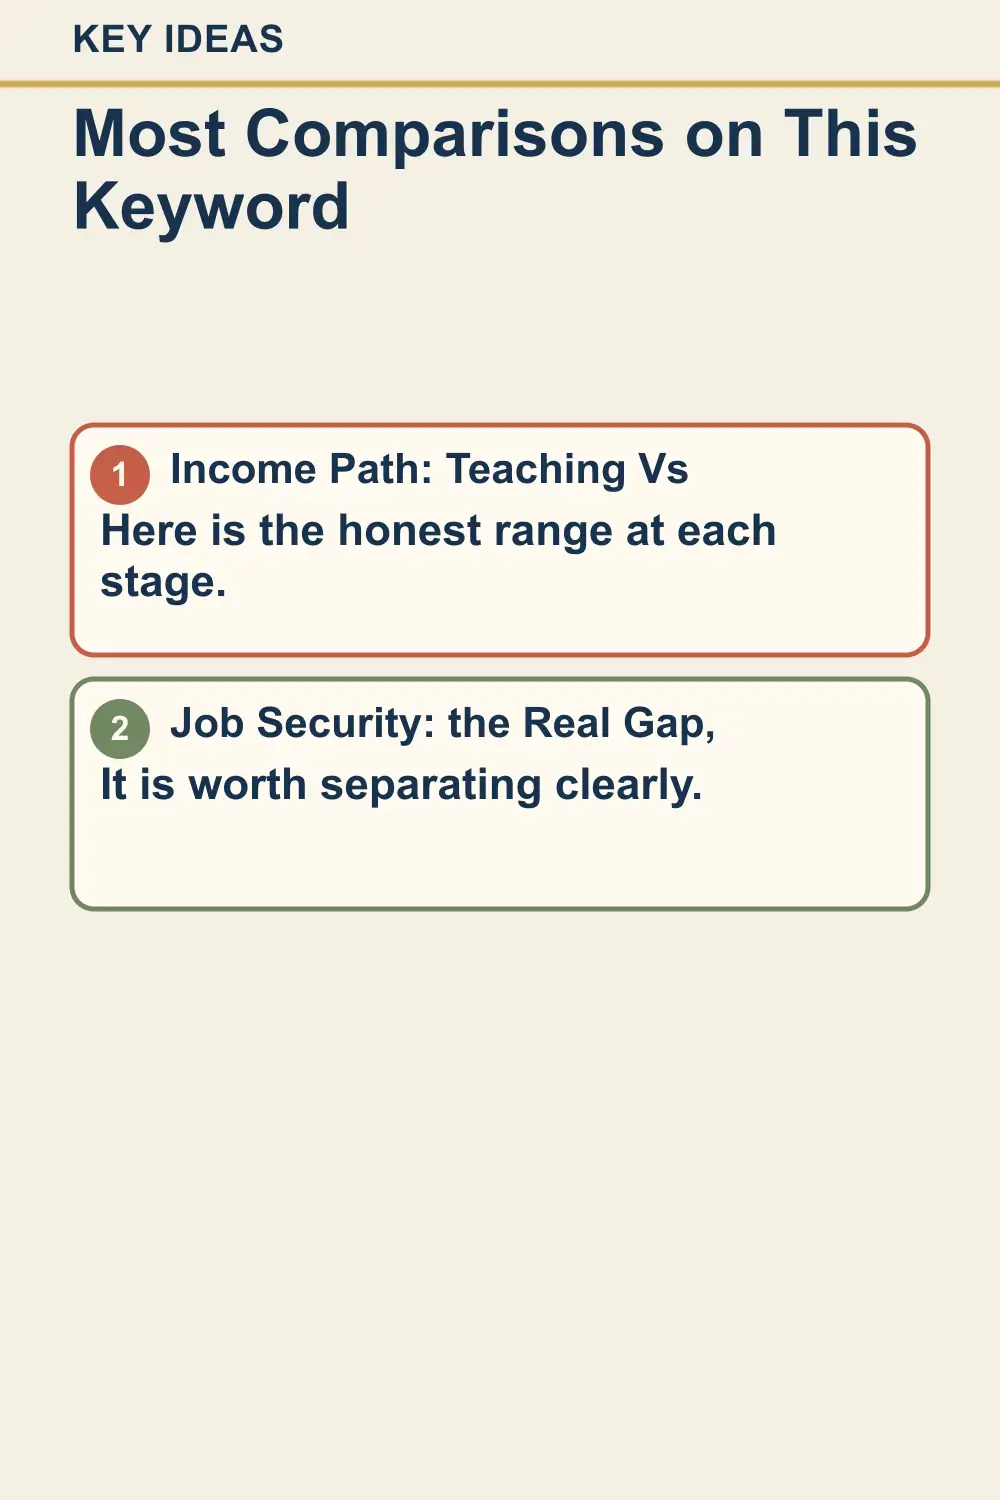 KEY IDEAS
Most Comparisons on This
Keyword
1 Income Path: Teaching Vs
Here is the honest range at each
stage.
2 Job Security: the Real Gap,
It is worth separating clearly.